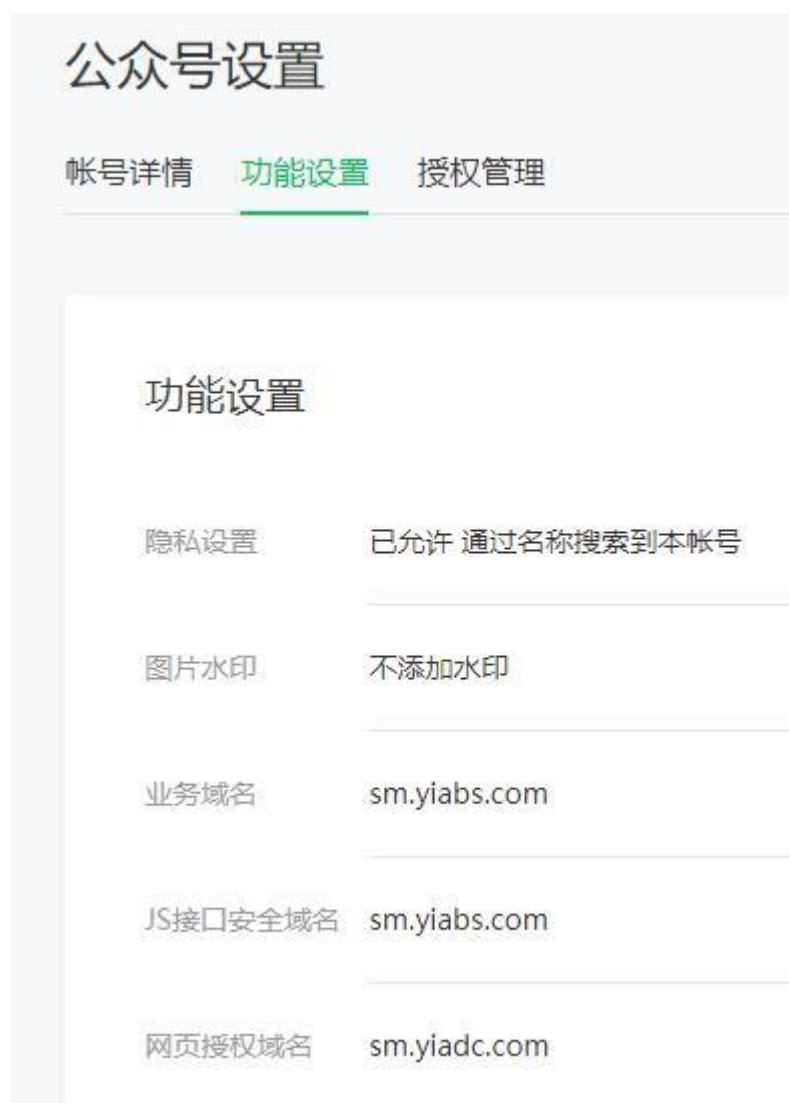 公众号设置
帐号详情 功能设置 授权管理
功能设置
隐私设置 已允许 通过名称搜索到本帐号
图片水印 不添加水印
业务域名 sm.yiabs.com
JS接口安全域名 sm.yiabs.com
网页授权域名 sm.yiadc.com